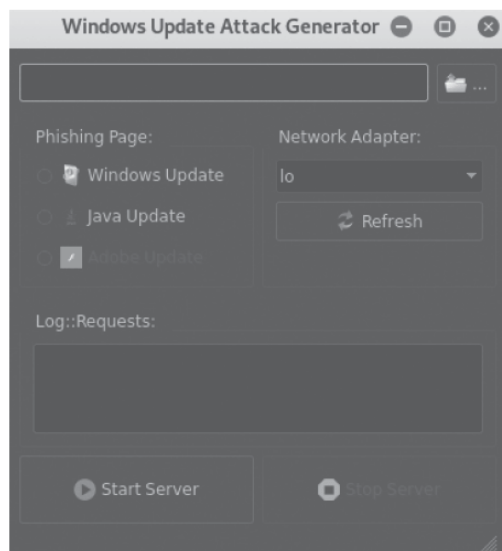 Windows Update Attack Generator
...
Phishing Page:
Network Adapter:
Windows Update
lo
Java Update
Refresh
Adobe Update
Log::Requests:
Start Server
Stop Server